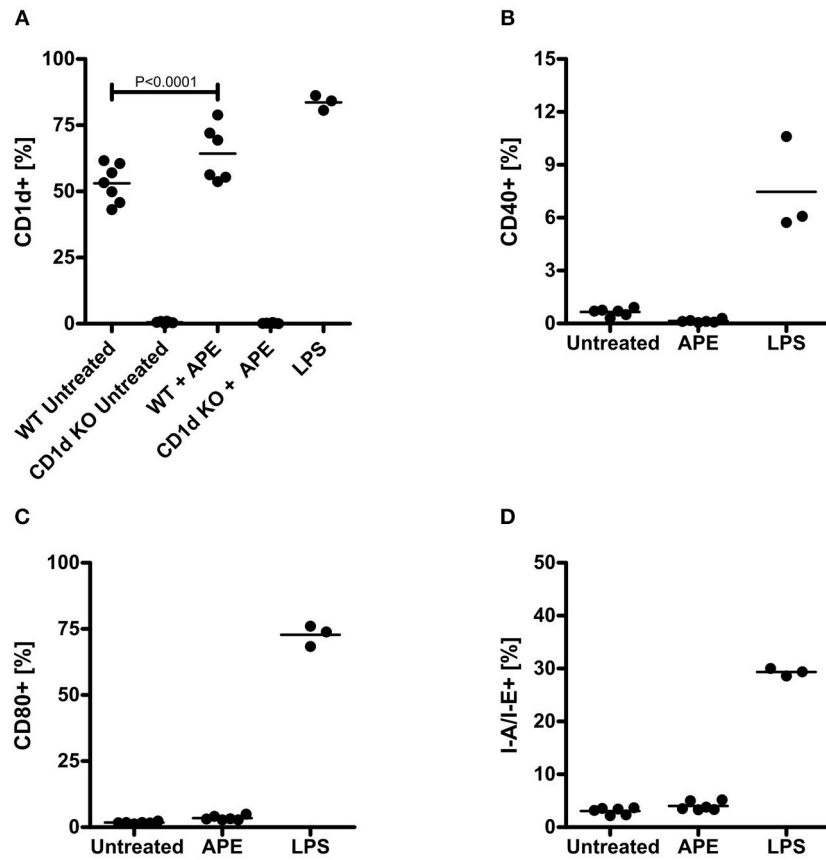 A
CD1d+ [%]
100
75
50
25
0
P<0.0001
WT Untreated
CD1d KO Untreated
WT + APE
CD1d KO + APE
LPS
B
CD40+ [%]
15
12
9
6
3
0
Untreated
APE
LPS
C
CD80+ [%]
100
75
50
25
0
Untreated
APE
LPS
D
I-A/I-E+ [%]
50
40
30
20
10
0
Untreated
APE
LPS